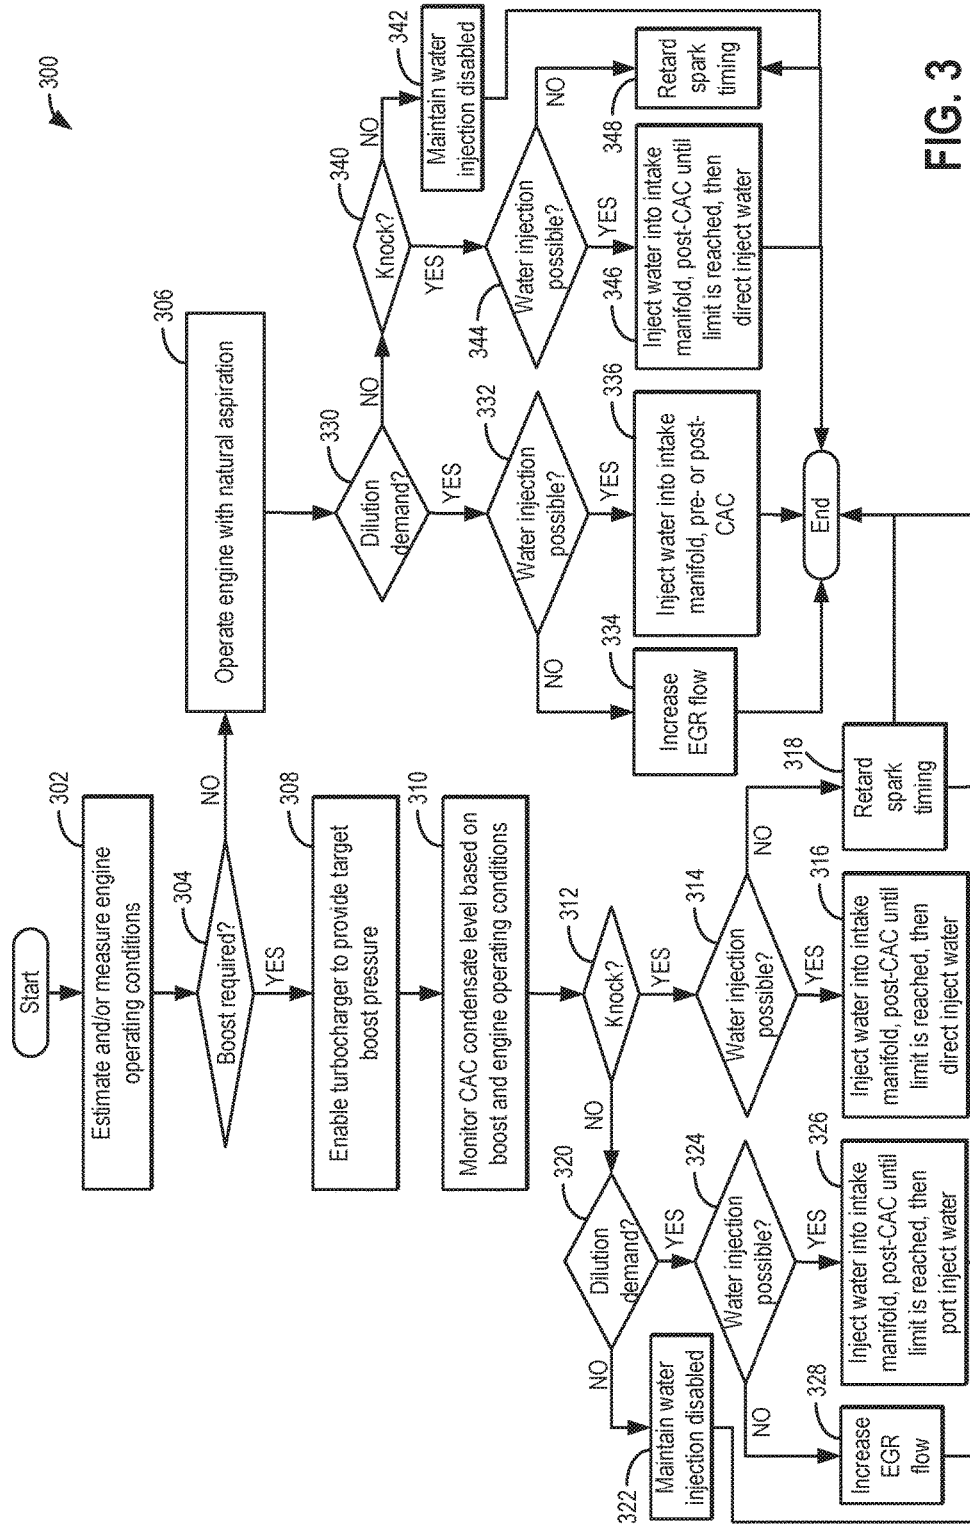 300
Start
302
Estimate and/or measure engine
operating conditions
304
Boost required?
NO
YES
306
Operate engine with natural aspiration
308
Enable turbocharger to provide target
boost pressure
310
Monitor CAC condensate level based on
boost and engine operating conditions
312
Knock?
NO
YES
314
Water injection
possible?
NO
YES
316
Inject water into intake
manifold, post-CAC until
limit is reached, then
direct inject water
318
Retard
spark
timing
320
Dilution
demand?
NO
YES
322
Maintain water
injection disabled
324
Water injection
possible?
NO
YES
326
Inject water into intake
manifold, post-CAC until
limit is reached, then
port inject water
328
Increase
EGR
flow
330
Dilution
demand?
NO
YES
332
Water injection
possible?
NO
YES
334
Increase
EGR flow
336
Inject water into intake
manifold, pre- or post-
CAC
340
Knock?
NO
YES
342
Maintain water
injection disabled
344
Water injection
possible?
NO
YES
346
Inject water into intake
manifold, post-CAC until
limit is reached, then
direct inject water
348
Retard
spark
timing
End
FIG. 3